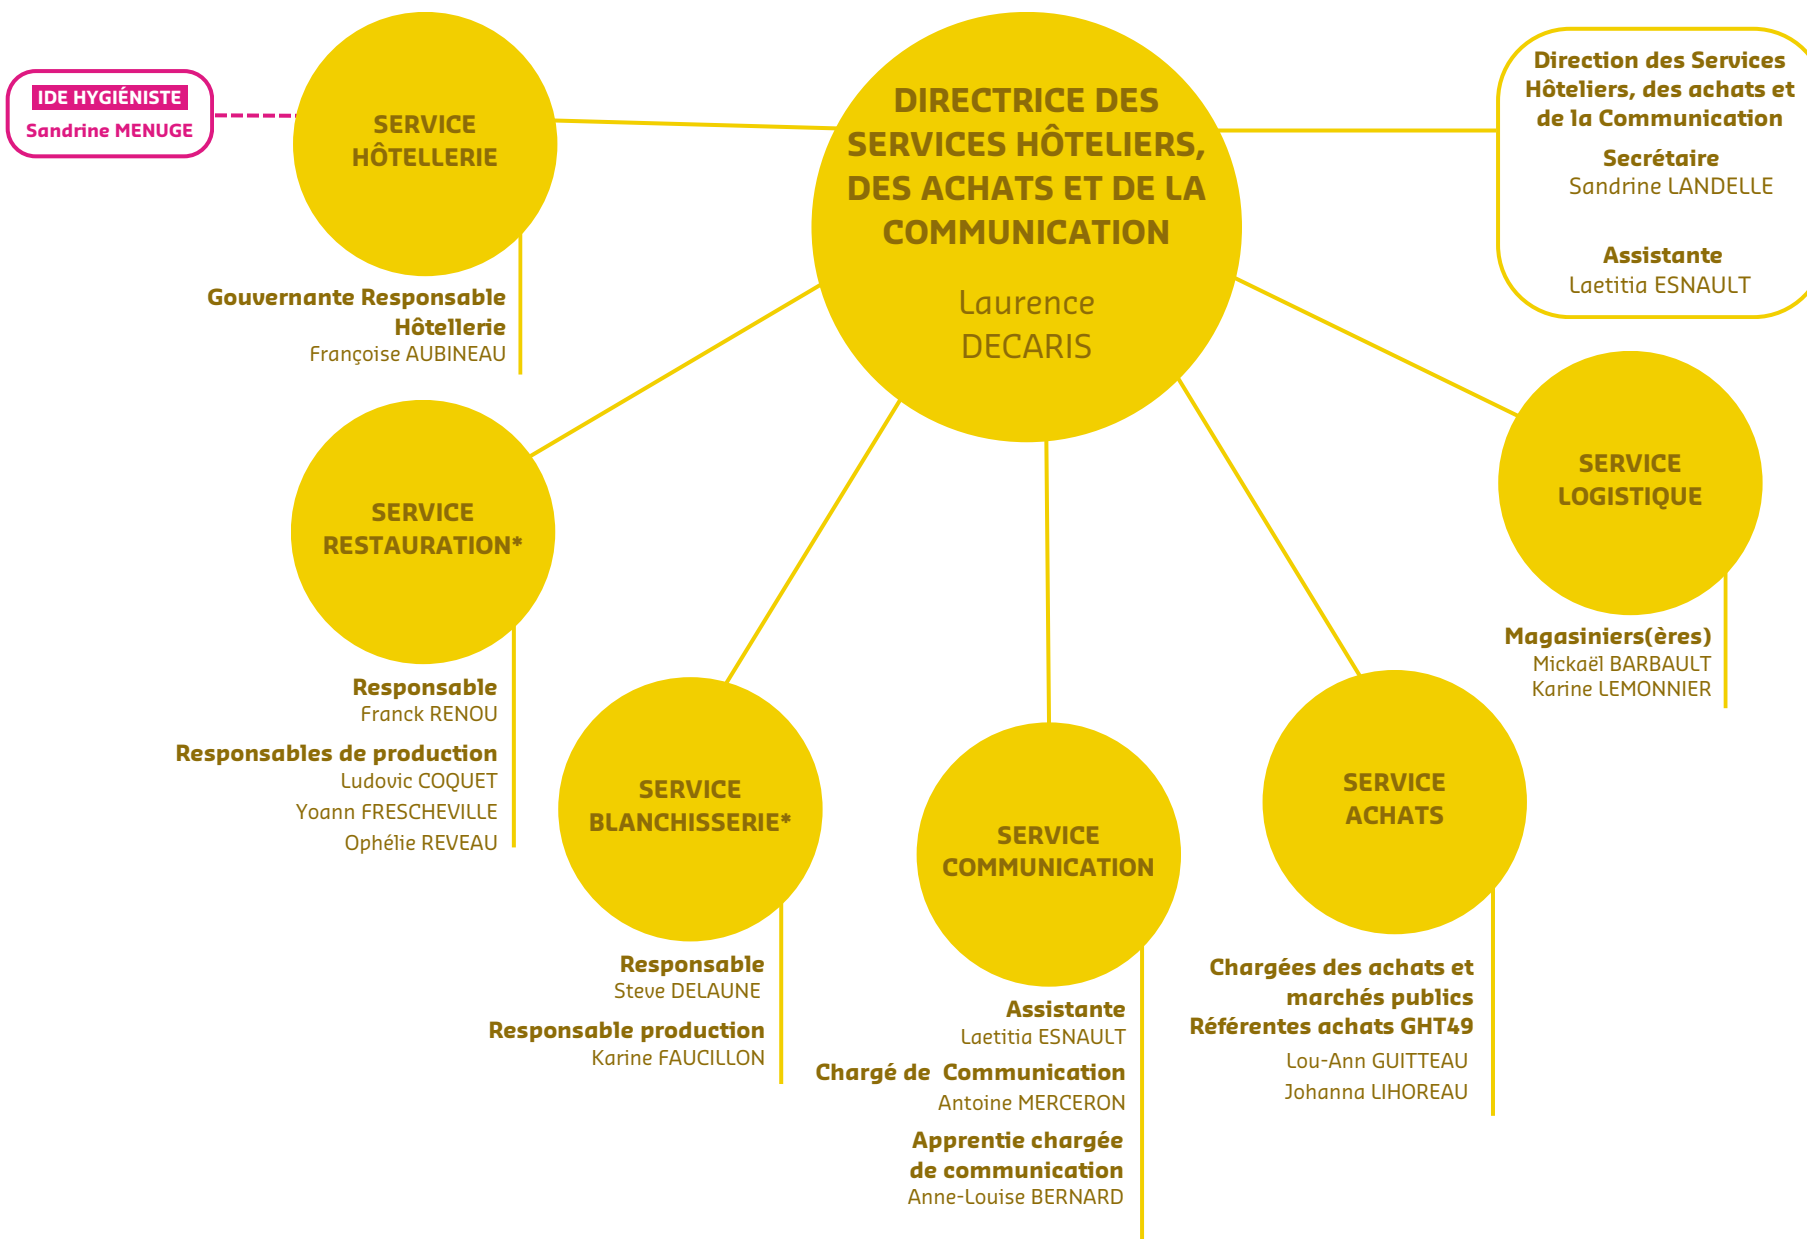 IDE HYGIÉNISTE
Sandrine MENUGE
SERVICE
HÔTELLERIE
Gouvernante Responsable
Hôtellerie
Françoise AUBINEAU
DIRECTRICE DES
SERVICES HÔTELIERS,
DES ACHATS ET DE LA
COMMUNICATION
Laurence
DECARIS
Direction des Services
Hôteliers, des achats et
de la Communication
Secrétaire
Sandrine LANDELLE
Assistante
Laetitia ESNAULT
SERVICE
RESTAURATION*
Responsable
Franck RENOU
Responsables de production
Ludovic COQUET
Yoann FRESCHEVILLE
Ophélie REVEAU
SERVICE
BLANCHISSERIE*
Responsable
Steve DELAUNE
Responsable production
Karine FAUCILLON
SERVICE
COMMUNICATION
Assistante
Laetitia ESNAULT
Chargé de  Communication
Antoine MERCERON
Apprentie chargée
de communication
Anne-Louise BERNARD
SERVICE
ACHATS
Chargées des achats et
marchés publics
Référentes achats GHT49
Lou-Ann GUITTEAU
Johanna LIHOREAU
SERVICE
LOGISTIQUE
Magasiniers(ères)
Mickaël BARBAULT
Karine LEMONNIER